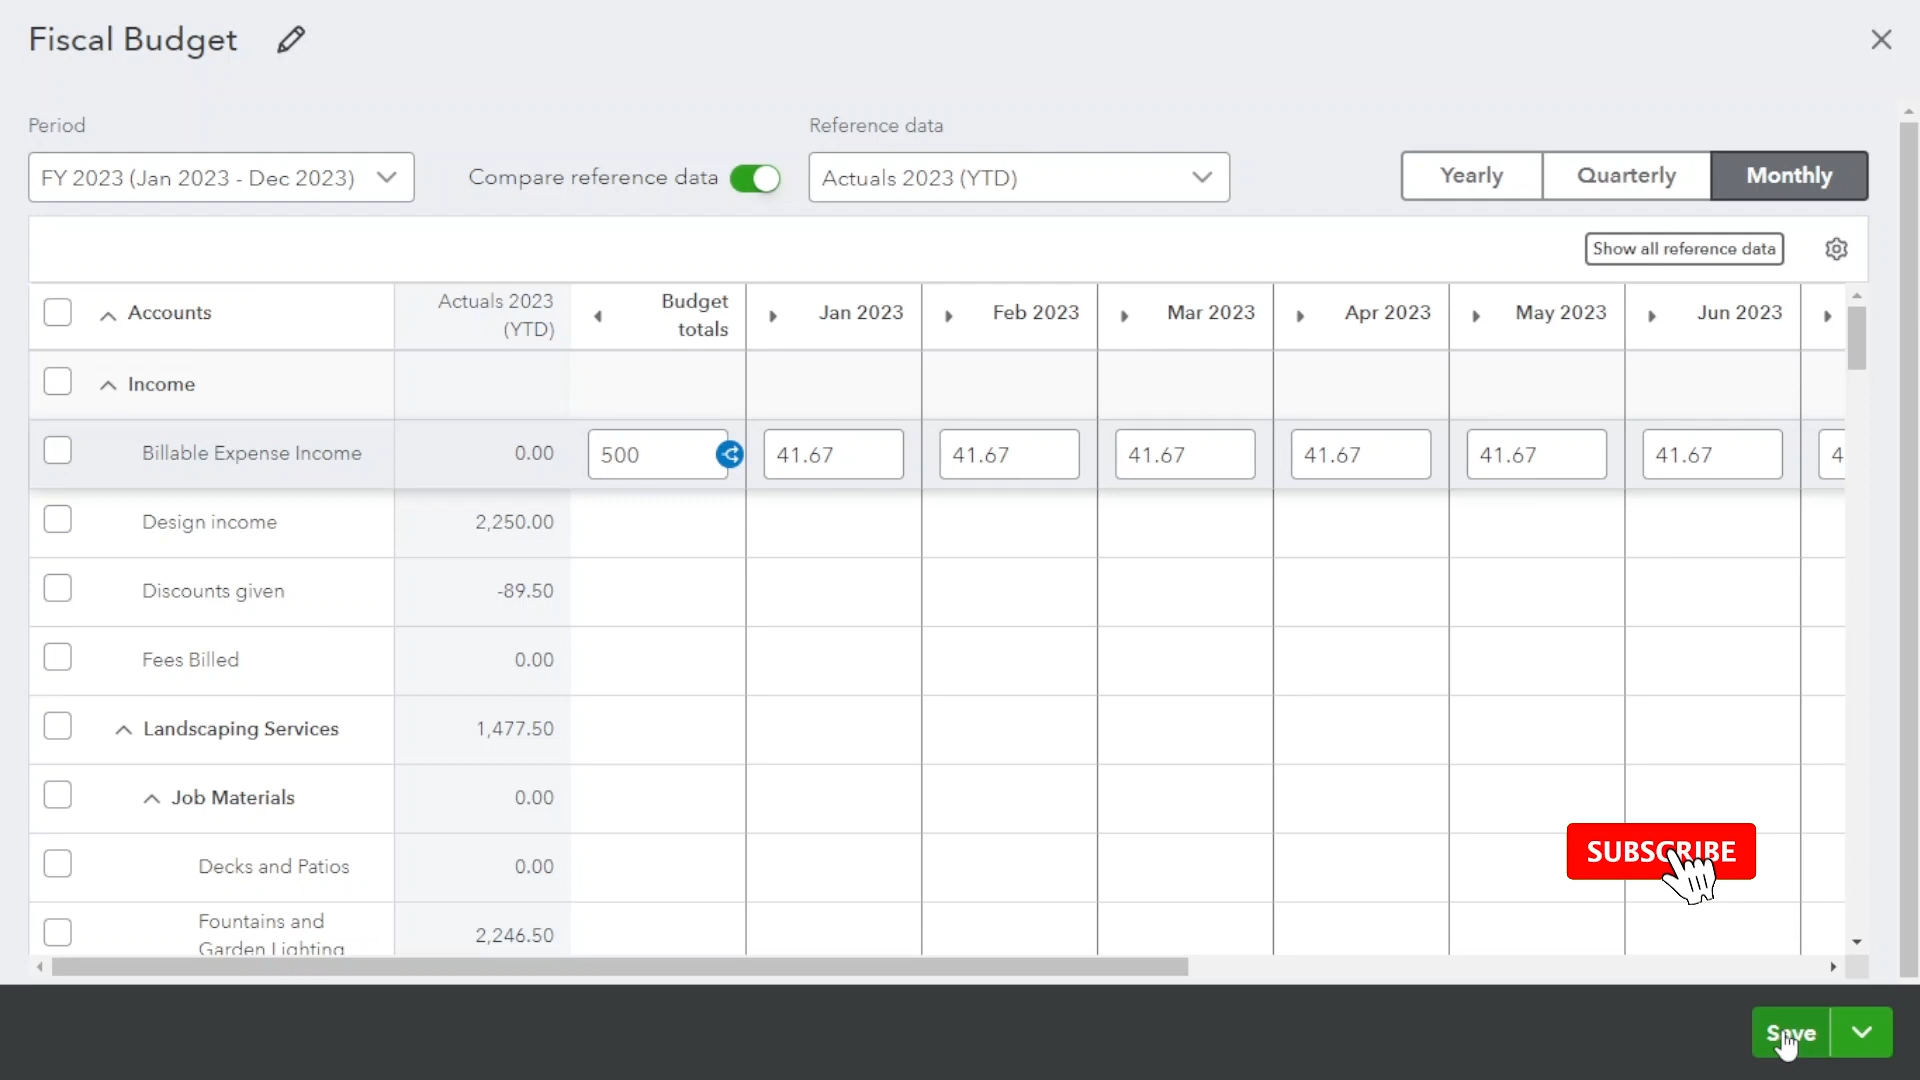 Fiscal Budget
Period
Reference data
FY 2023 (Jan 2023 - Dec 2023)
Compare reference data
Actuals 2023 (YTD)
Yearly
Quarterly
Monthly
Show all reference data
Accounts
Actuals 2023
(YTD)
Budget
totals
Jan 2023
Feb 2023
Mar 2023
Apr 2023
May 2023
Jun 2023
Income
Billable Expense Income
0.00
500
41.67
41.67
41.67
41.67
41.67
41.67
4
Design income
2,250.00
Discounts given
-89.50
Fees Billed
0.00
Landscaping Services
1,477.50
Job Materials
0.00
Decks and Patios
0.00
Fountains and
Garden Lighting
2,246.50
SUBSCRIBE
Save